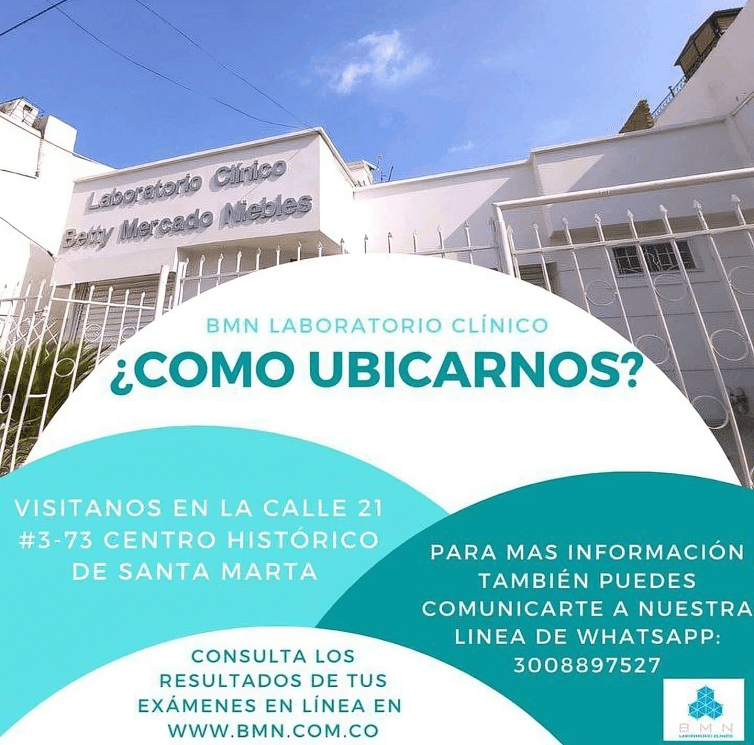 Laboratorio Clínico
Betty Mercado Niebles
BMN LABORATORIO CLÍNICO
¿COMO UBICARNOS?
VISITANOS EN LA CALLE 21
#3-73 CENTRO HISTÓRICO
DE SANTA MARTA
PARA MAS INFORMACIÓN
TAMBIÉN PUEDES
COMUNICARTE A NUESTRA
LINEA DE WHATSAPP:
3008897527
CONSULTA LOS
RESULTADOS DE TUS
EXÁMENES EN LÍNEA EN
WWW.BMN.COM.CO
BMN